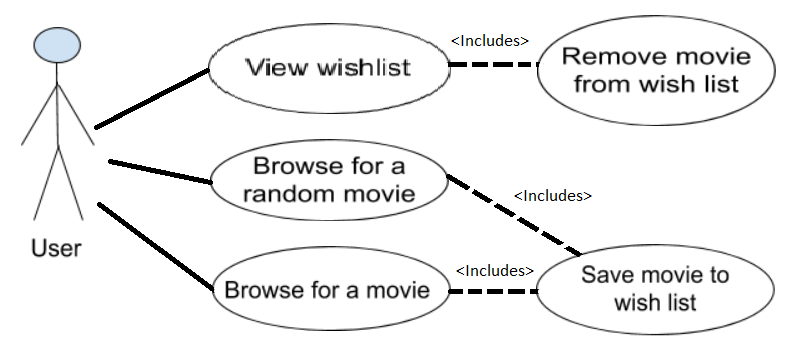 View wishlist
<Includes>
Remove movie
from wish list
Browse for a
random movie
<Includes>
User
Browse for a movie
<Includes>
Save movie to
wish list